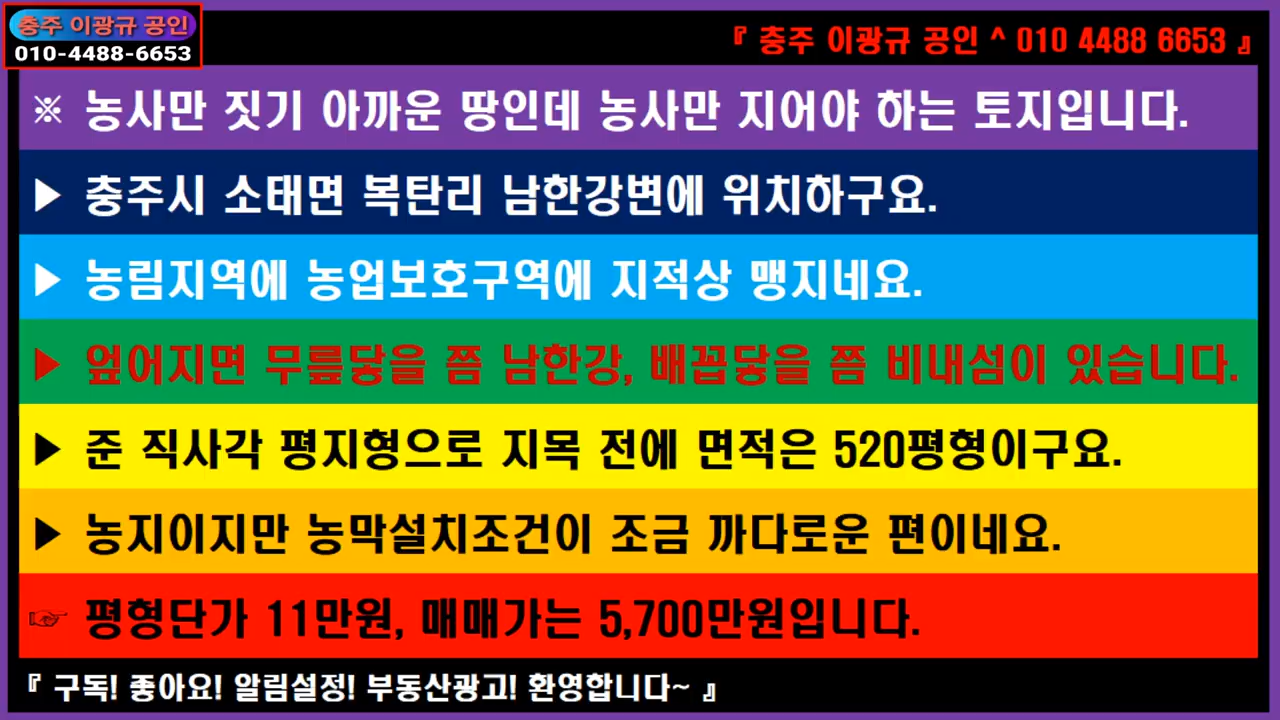 충주 이광규 공인
010-4488-6653
『 충주 이광규 공인 ^ 010 4488 6653 』
※ 농사만 짓기 아까운 땅인데 농사만 지어야 하는 토지입니다.
▶ 충주시 소태면 복탄리 남한강변에 위치하구요.
▶ 농림지역에 농업보호구역에 지적상 맹지네요.
▶ 엎어지면 무릎닿을 쯤 남한강, 배꼽닿을 쯤 비내섬이 있습니다.
▶ 준 직사각 평지형으로 지목 전에 면적은 520평형이구요.
▶ 농지이지만 농막설치조건이 조금 까다로운 편이네요.
☞ 평형단가 11만원, 매매가는 5,700만원입니다.
『 구독! 좋아요! 알림설정! 부동산광고! 환영합니다~ 』